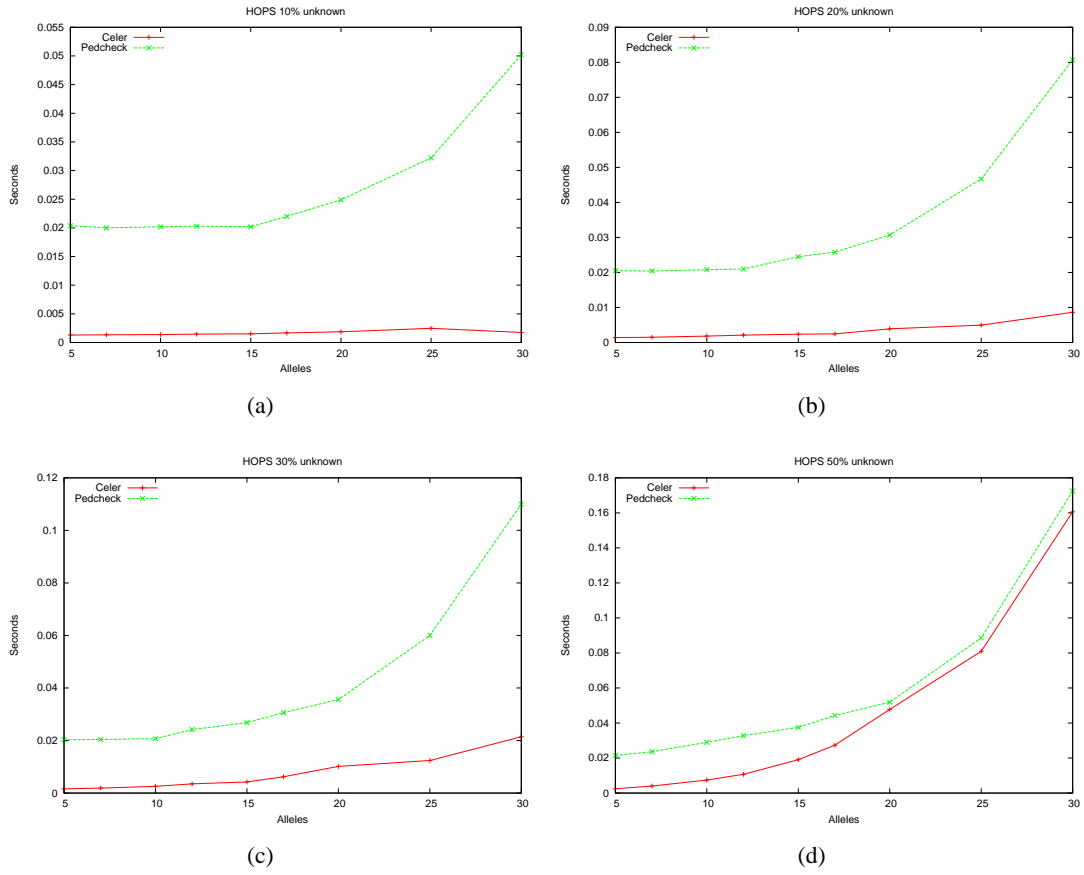 HOPS 10% unknown
0.055
0.05
0.045
0.04
0.035
0.03
0.025
0.02
0.015
0.01
0.005
0
Celer
Pedcheck
Seconds
5 10 15 20 25 30
Alleles
(a)
HOPS 20% unknown
0.09
0.08
0.07
0.06
0.05
0.04
0.03
0.02
0.01
0
Celer
Pedcheck
Seconds
5 10 15 20 25 30
Alleles
(b)
HOPS 30% unknown
0.12
0.1
0.08
0.06
0.04
0.02
0
Celer
Pedcheck
Seconds
5 10 15 20 25 30
Alleles
(c)
HOPS 50% unknown
0.18
0.16
0.14
0.12
0.1
0.08
0.06
0.04
0.02
0
Celer
Pedcheck
Seconds
5 10 15 20 25 30
Alleles
(d)